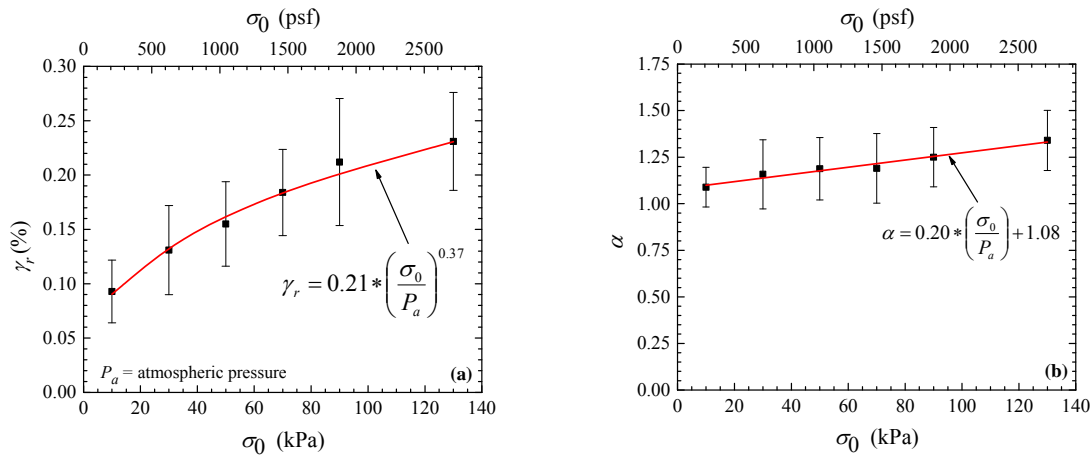 σ0 (psf)
0 500 1000 1500 2000 2500
0.30
0.25
0.20
0.15
0.10
0.05
0.00
γr (%)
γr = 0.21*(σ0/Pa)^0.37
Pa = atmospheric pressure
(a)
0 20 40 60 80 100 120 140
σ0 (kPa)
σ0 (psf)
0 500 1000 1500 2000 2500
1.75
1.50
1.25
1.00
0.75
0.50
0.25
0.00
α
α = 0.20*(σ0/Pa)+1.08
(b)
0 20 40 60 80 100 120 140
σ0 (kPa)